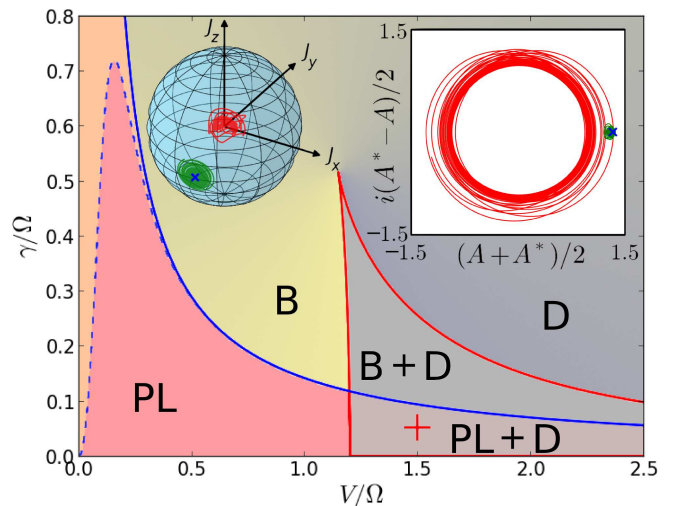 0.8
0.7
0.6
0.5
0.4
0.3
0.2
0.1
0.0
γ/Ω
J_z
J_y
J_x
1.5
−1.5
i(A* − A)/2
−1.5
1.5
(A + A*)/2
B
D
B + D
PL
PL + D
0.0
0.5
1.0
1.5
2.0
2.5
V/Ω